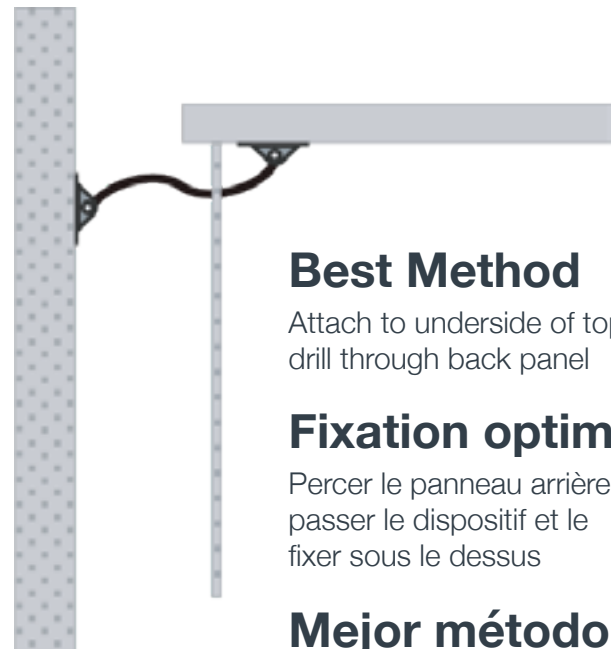 Best Method
Attach to underside of top
drill through back panel
Fixation optim
Percer le panneau arrière
passer le dispositif et le
fixer sous le dessus
Mejor método